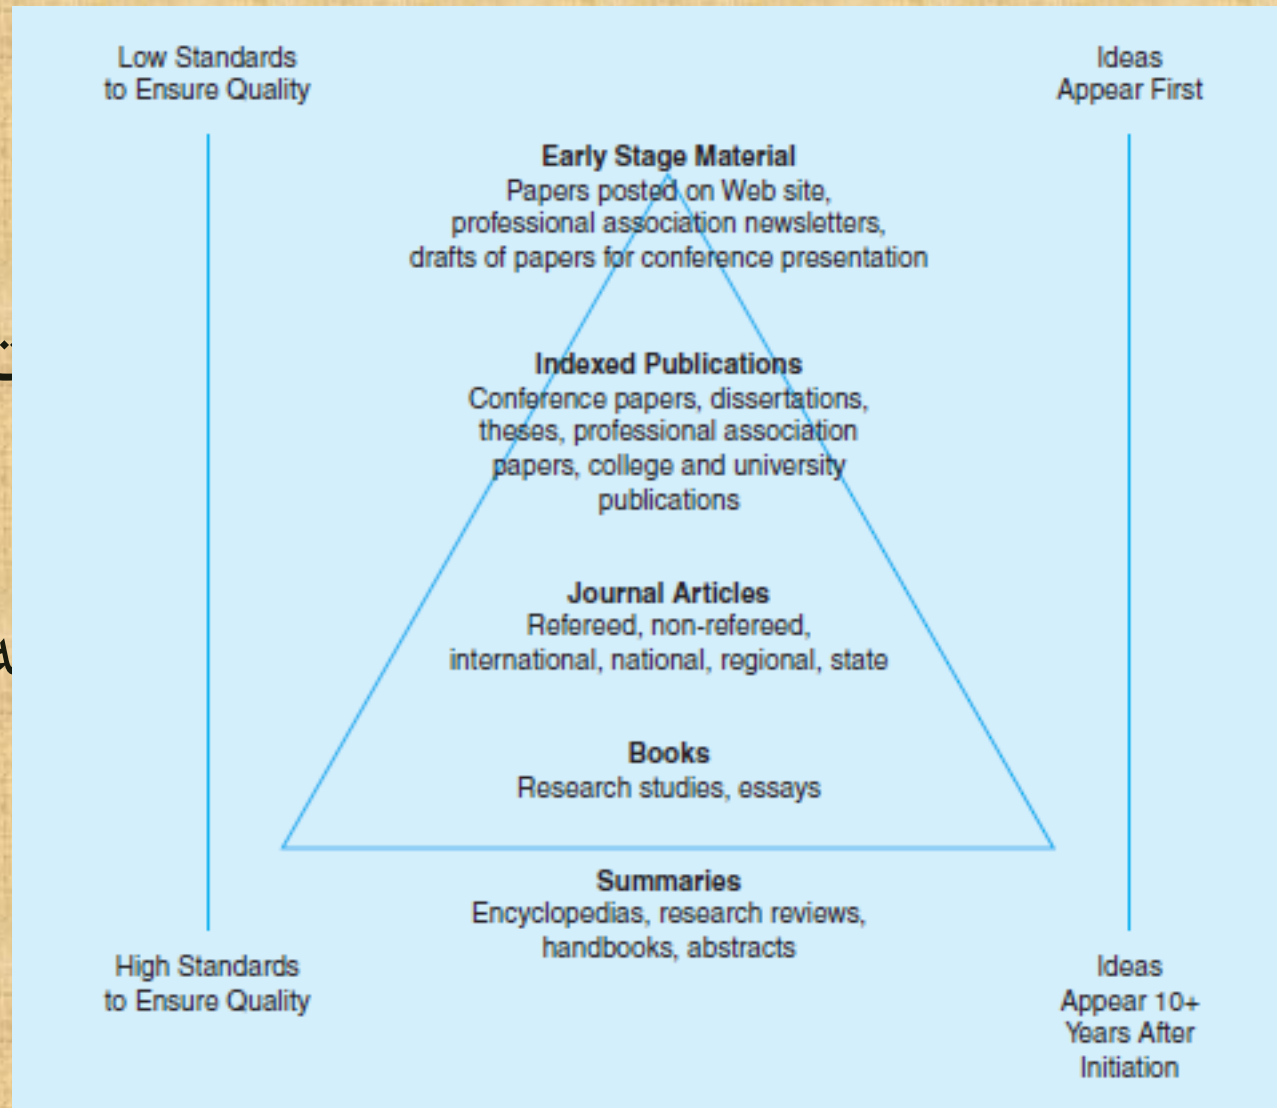 Low Standards
to Ensure Quality
Ideas
Appear First
Early Stage Material
Papers posted on Web site,
professional association newsletters,
drafts of papers for conference presentation
Indexed Publications
Conference papers, dissertations,
theses, professional association
papers, college and university
publications
Journal Articles
Refereed, non-refereed,
international, national, regional, state
Books
Research studies, essays
Summaries
Encyclopedias, research reviews,
handbooks, abstracts
High Standards
to Ensure Quality
Ideas
Appear 10+
Years After
Initiation